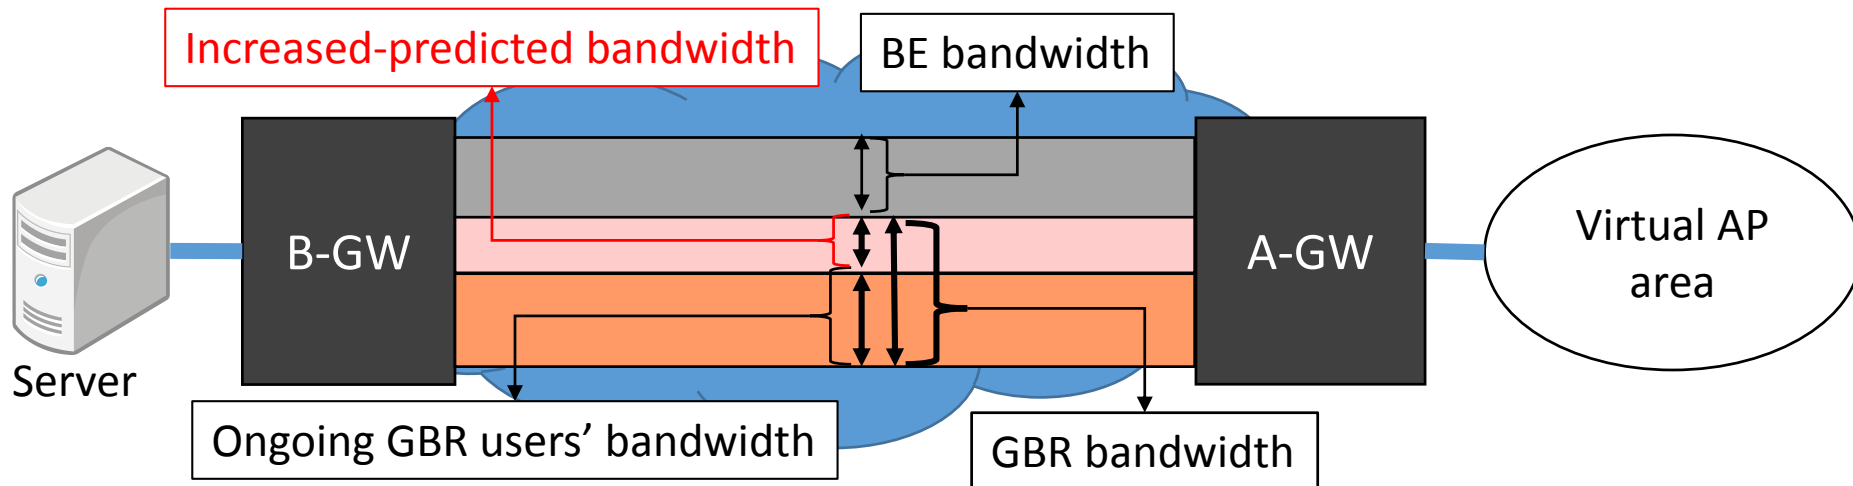 Increased-predicted bandwidth
BE bandwidth
B-GW
A-GW
Virtual AP
area
Server
Ongoing GBR users’ bandwidth
GBR bandwidth